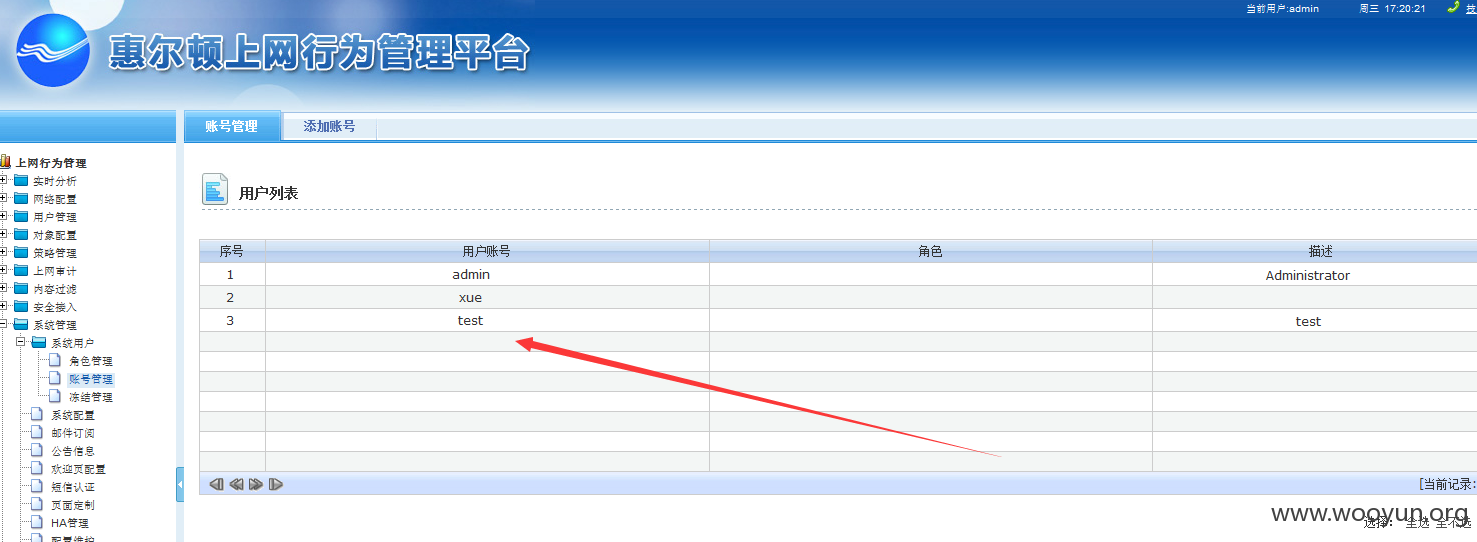 当前用户:admin 周三 17:20:21
惠尔顿上网行为管理平台
账号管理 添加账号
上网行为管理
实时分析
网络配置
用户管理
对象配置
策略管理
上网审计
内容过滤
安全接入
系统管理
系统用户
角色管理
账号管理
冻结管理
系统配置
邮件订阅
公告信息
欢迎页配置
短信认证
页面定制
HA管理
配置维护
用户列表
序号 用户账号 角色 描述
1 admin Administrator
2 xue
3 test test
[当前记录:
www.wooyun.org
选择: 全选 全不选